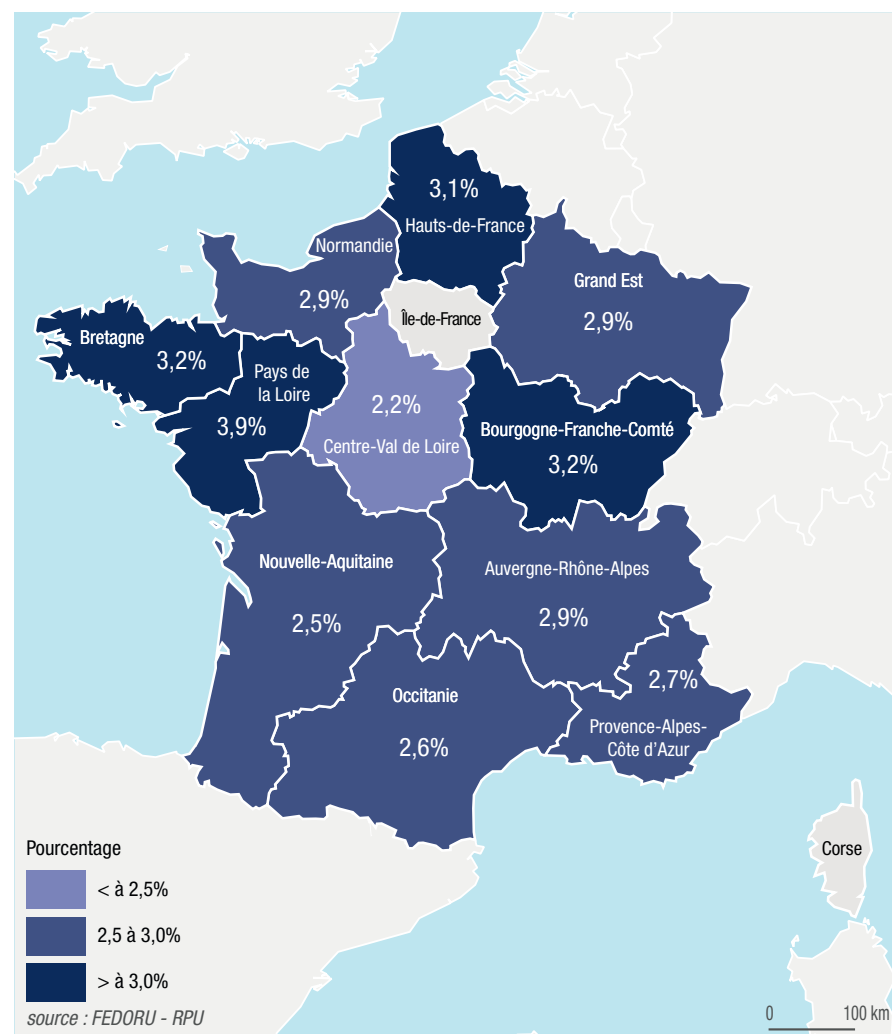 3,1%
Hauts-de-France
Normandie
2,9%
Grand Est
2,9%
Île-de-France
Bretagne
3,2%
Pays de
la Loire
3,9%
2,2%
Centre-Val de Loire
Bourgogne-Franche-Comté
3,2%
Nouvelle-Aquitaine
2,5%
Auvergne-Rhône-Alpes
2,9%
2,7%
Provence-Alpes-
Côte d'Azur
Occitanie
2,6%
Corse
Pourcentage
< à 2,5%
2,5 à 3,0%
> à 3,0%
source : FEDORU - RPU
0 100 km